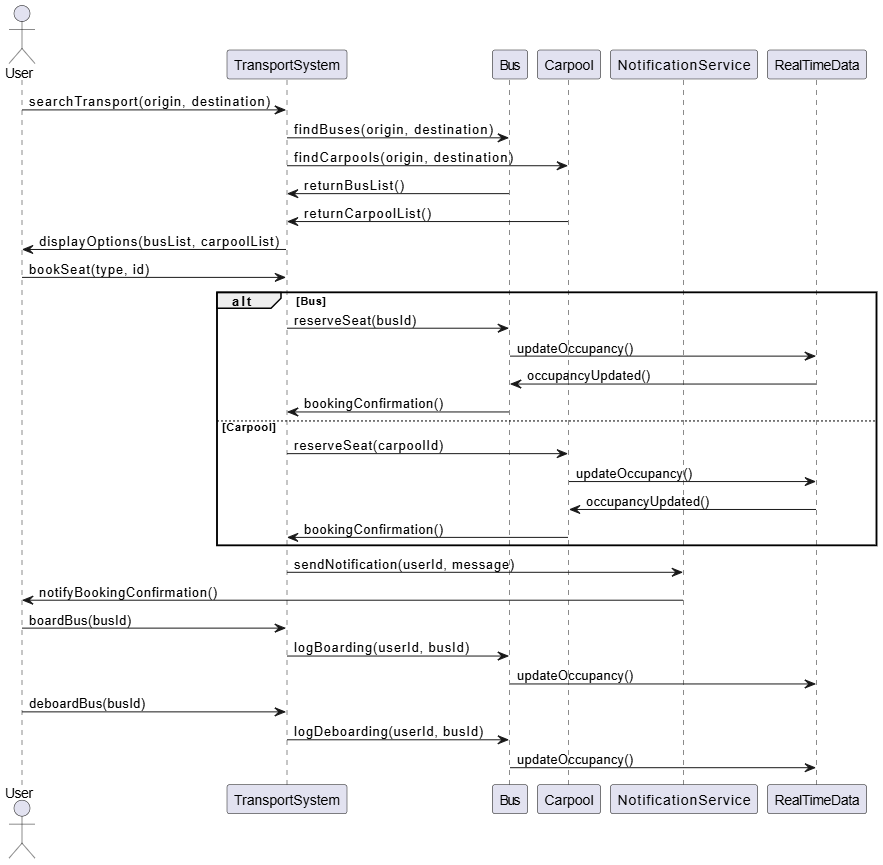 User
TransportSystem
Bus
Carpool
NotificationService
RealTimeData
searchTransport(origin, destination)
findBuses(origin, destination)
findCarpools(origin, destination)
returnBusList()
returnCarpoolList()
displayOptions(busList, carpoolList)
bookSeat(type, id)
alt
[Bus]
reserveSeat(busId)
updateOccupancy()
occupancyUpdated()
bookingConfirmation()
[Carpool]
reserveSeat(carpoolId)
updateOccupancy()
occupancyUpdated()
bookingConfirmation()
sendNotification(userId, message)
notifyBookingConfirmation()
boardBus(busId)
logBoarding(userId, busId)
updateOccupancy()
deboardBus(busId)
logDeboarding(userId, busId)
updateOccupancy()
User
TransportSystem
Bus
Carpool
NotificationService
RealTimeData